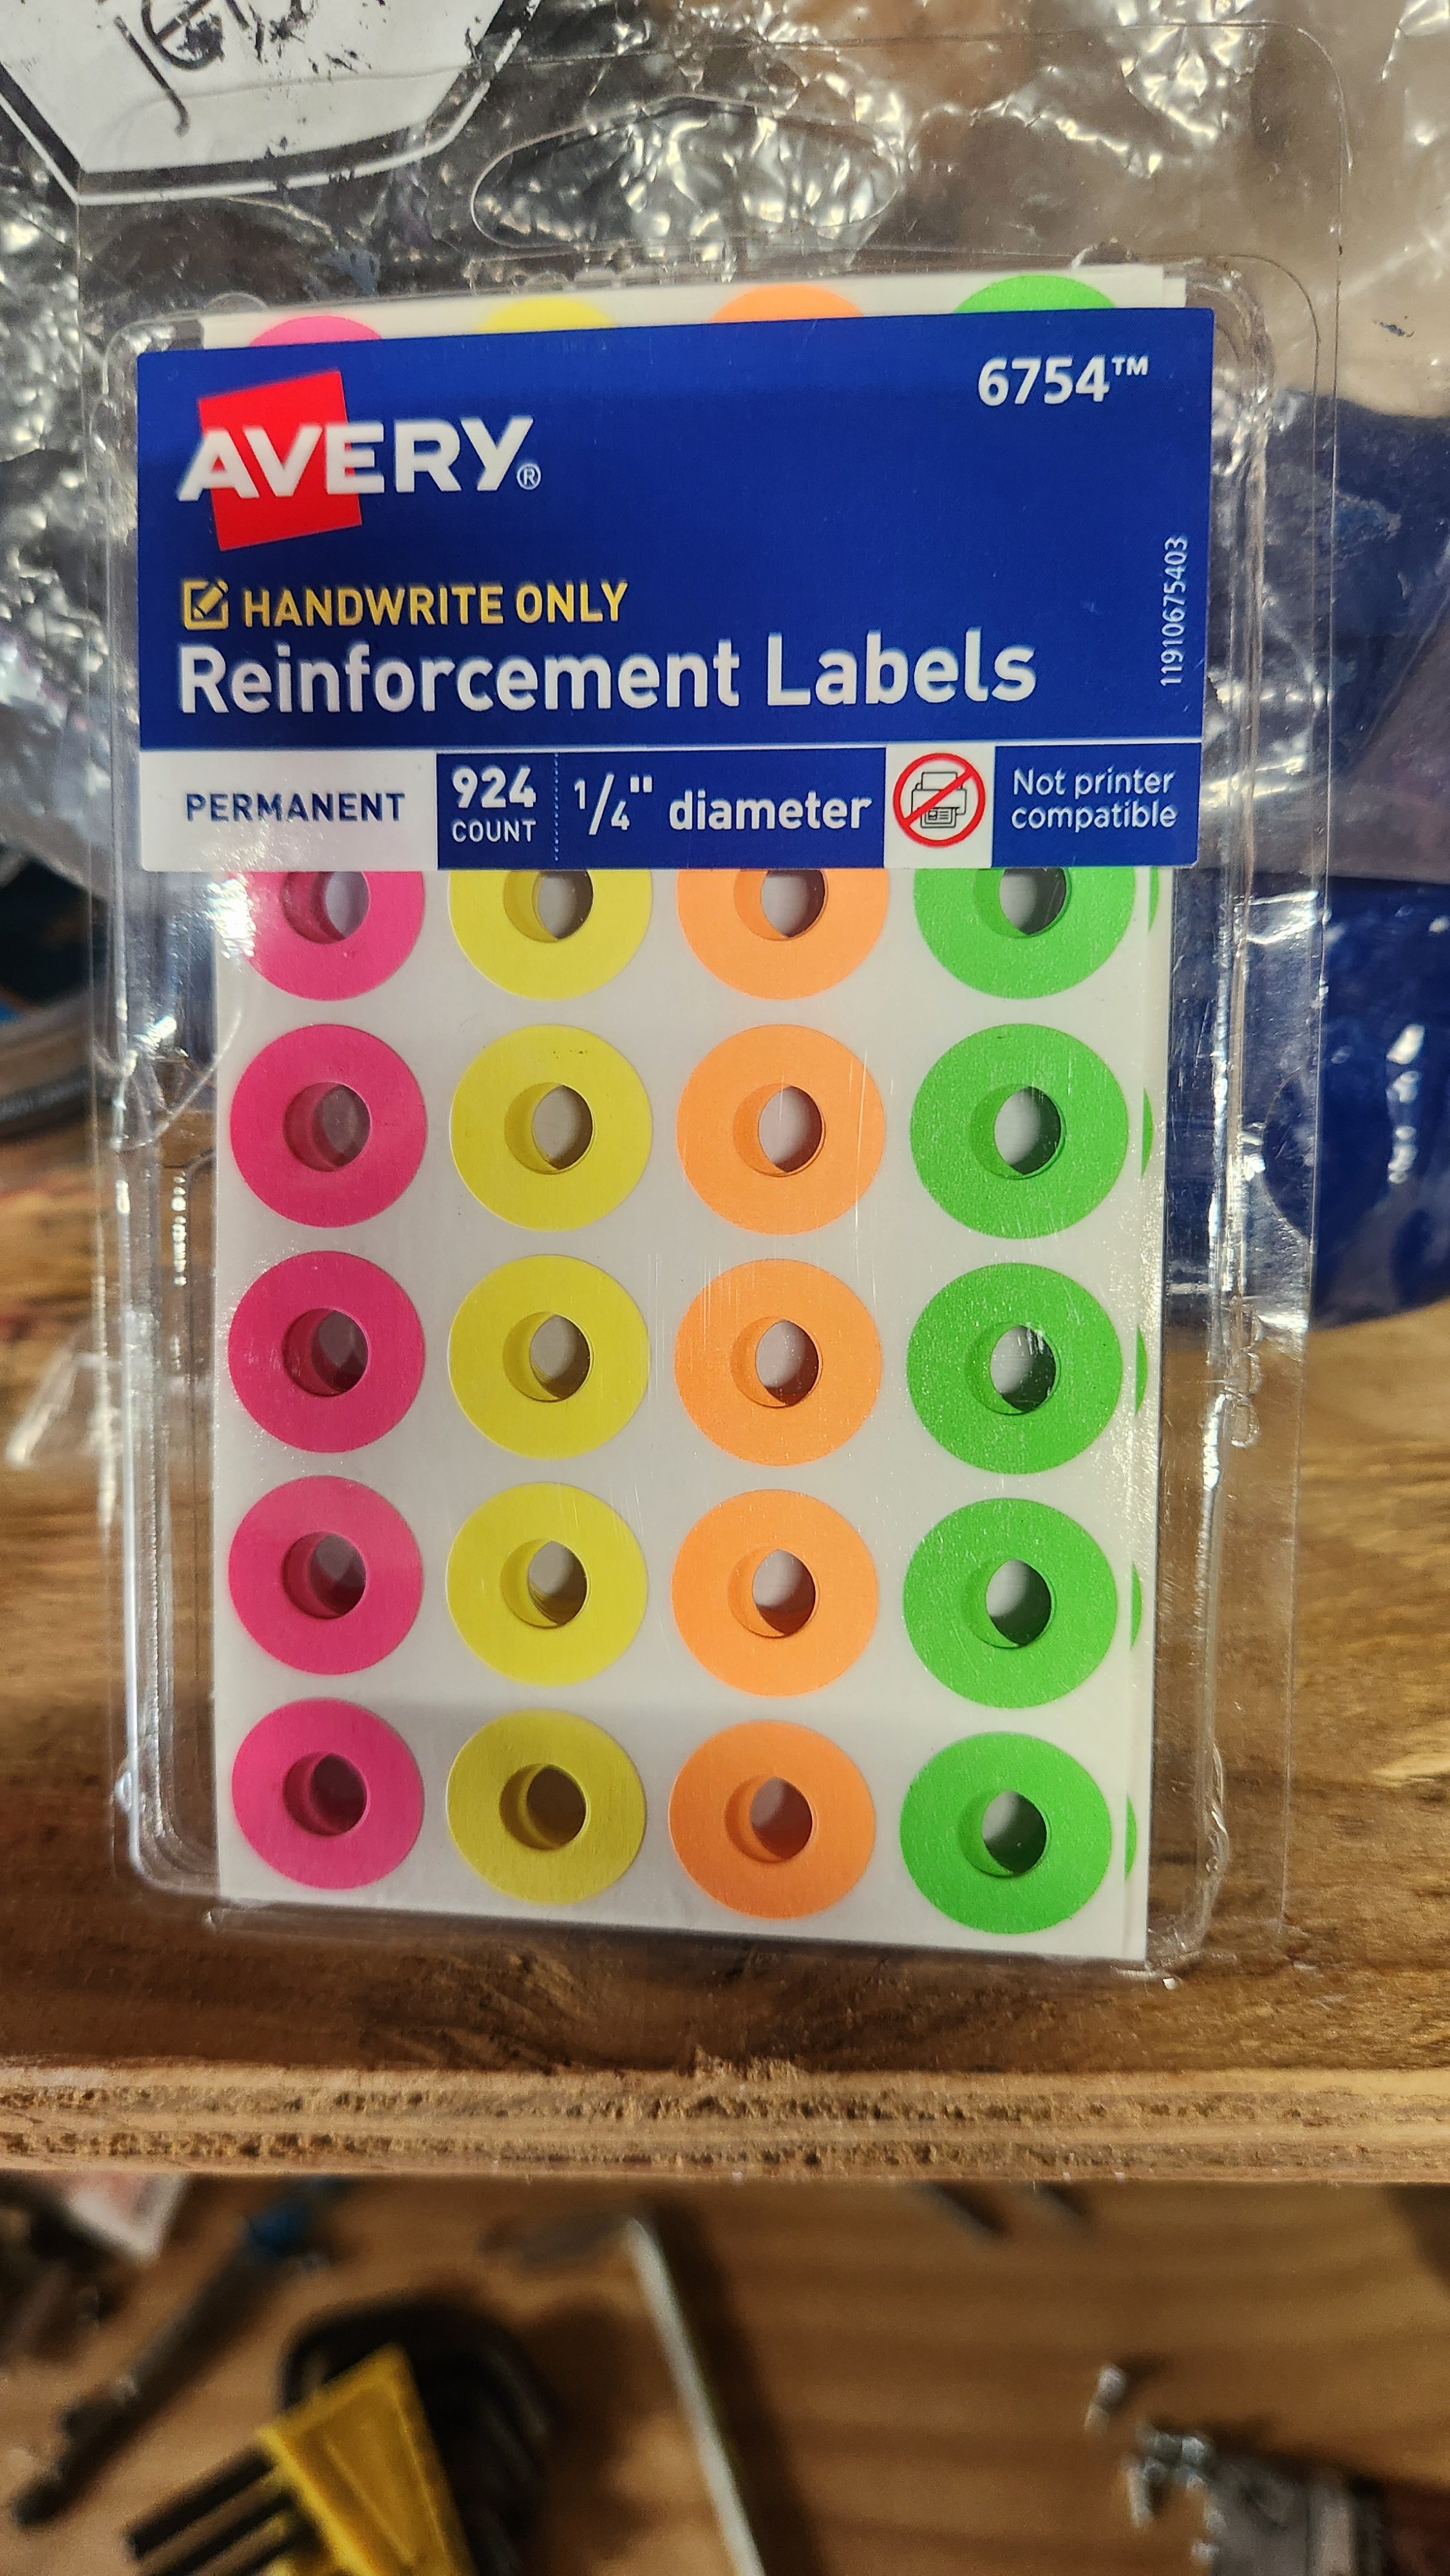 AVERY®
6754™
HANDWRITE ONLY
Reinforcement Labels
11910675403
PERMANENT
924
COUNT
1/4" diameter
Not printer
compatible